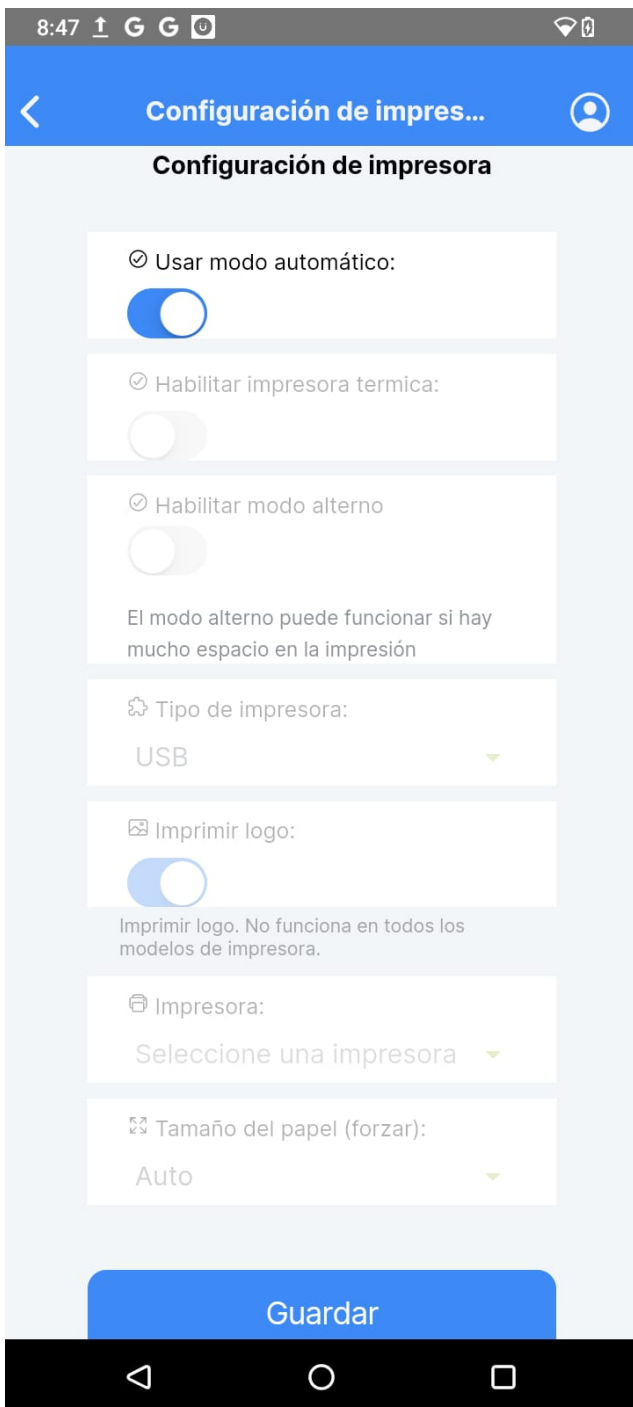 8:47
Configuración de impres...
Configuración de impresora
Usar modo automático:
Habilitar impresora termica:
Habilitar modo alterno
El modo alterno puede funcionar si hay
mucho espacio en la impresión
Tipo de impresora:
USB
Imprimir logo:
Imprimir logo. No funciona en todos los
modelos de impresora.
Impresora:
Seleccione una impresora
Tamaño del papel (forzar):
Auto
Guardar